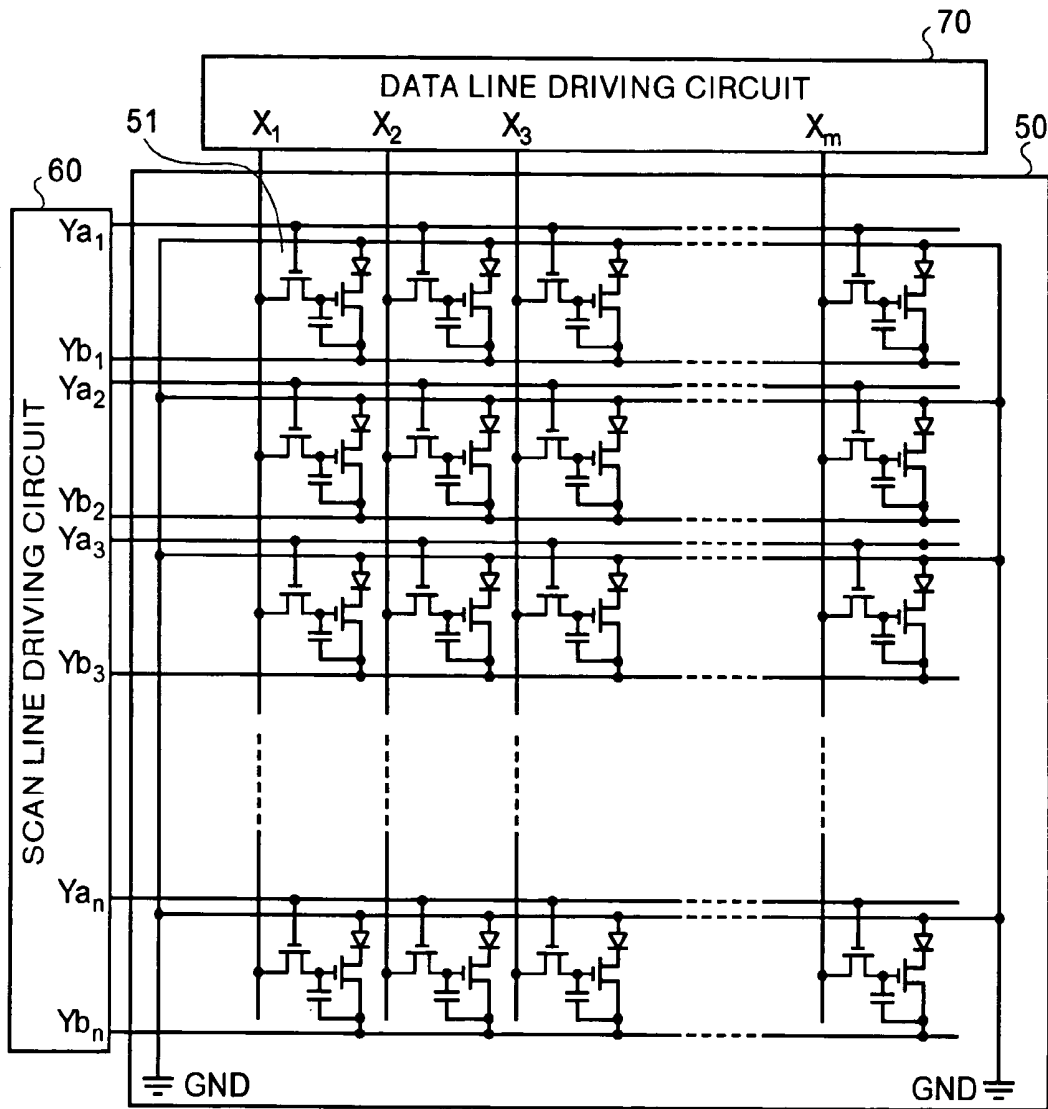 70
DATA LINE DRIVING CIRCUIT
51
X1 X2 X3 Xm
50
60
SCAN LINE DRIVING CIRCUIT
Ya1
Yb1
Ya2
Yb2
Ya3
Yb3
Yan
Ybn
GND GND